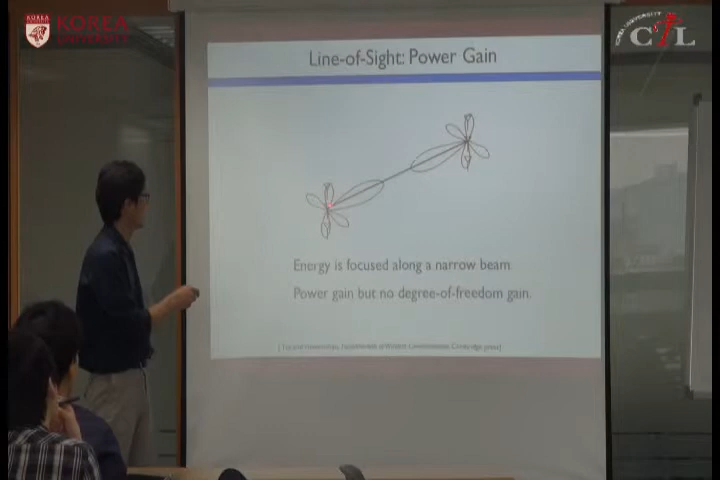 KOREA
UNIVERSITY
CTL
Line-of-Sight: Power Gain
Energy is focused along a narrow beam.
Power gain but no degree-of-freedom gain.